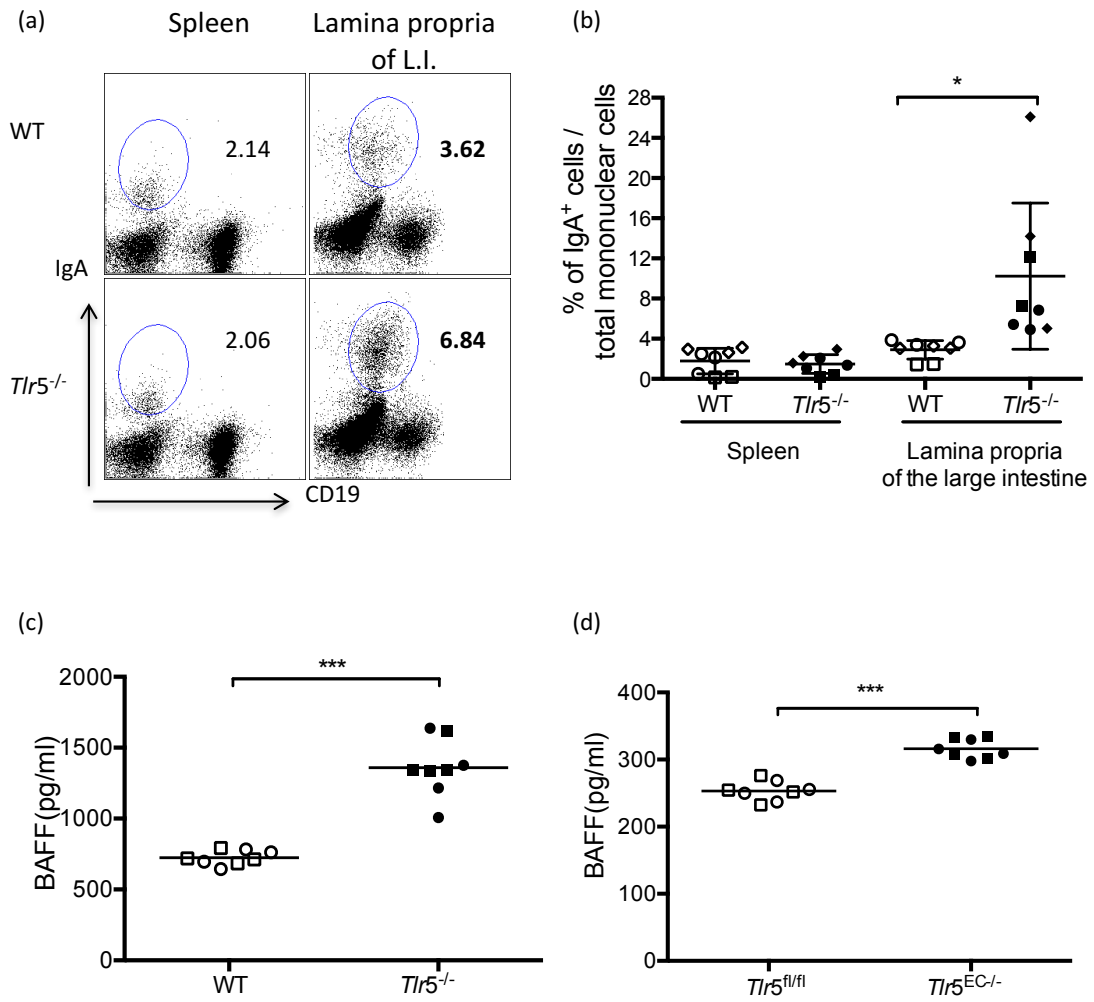 (a)
Spleen
Lamina propria
of L.I.
WT
2.14
3.62
IgA
Tlr5-/-
2.06
6.84
CD19
(b)
*
% of IgA+ cells /
total mononuclear cells
28
24
20
16
12
8
4
0
WT
Tlr5-/-
WT
Tlr5-/-
Spleen
Lamina propria
of the large intestine
(c)
***
BAFF(pg/ml)
2000
1500
1000
500
0
WT
Tlr5-/-
(d)
***
BAFF(pg/ml)
400
300
200
100
0
Tlr5fl/fl
Tlr5EC-/-